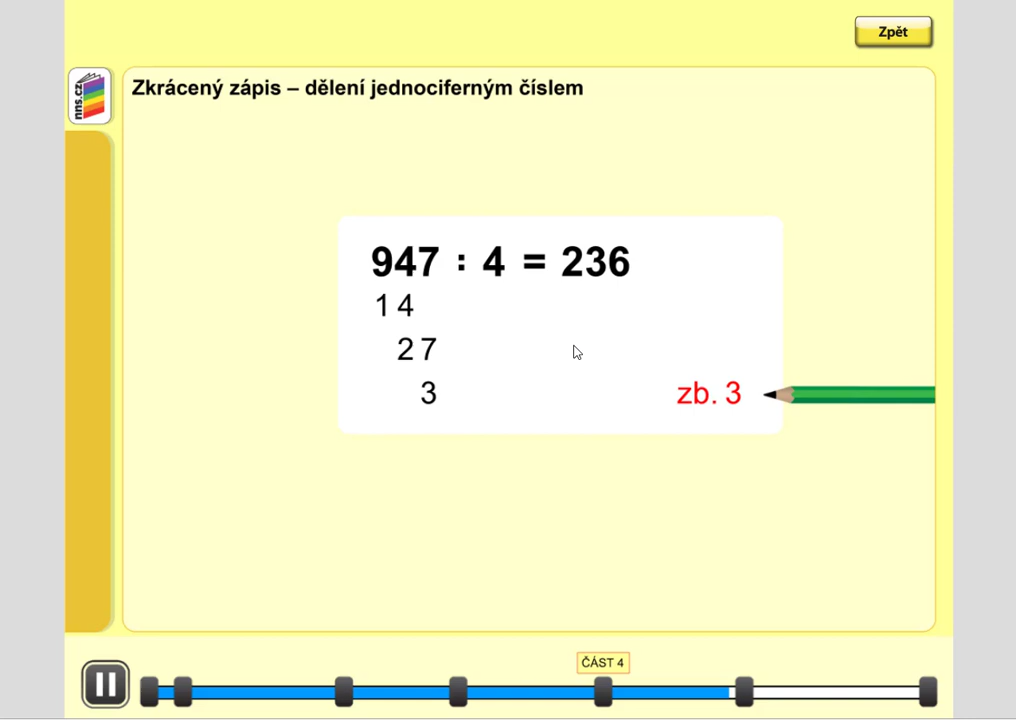 Zpět
nns.cz
Zkrácený zápis – dělení jednociferným číslem
947 : 4 = 236
14
27
3 zb. 3
ČÁST 4